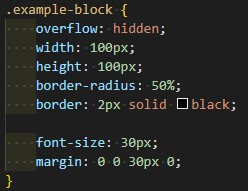 .example-block {
    overflow: hidden;
    width: 100px;
    height: 100px;
    border-radius: 50%;
    border: 2px solid black;

    font-size: 30px;
    margin: 0 0 30px 0;
}